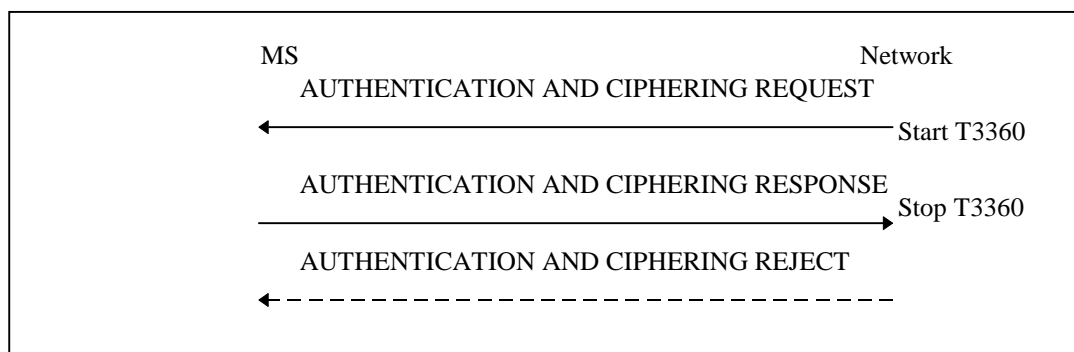 MS Network
AUTHENTICATION AND CIPHERING REQUEST
Start T3360
AUTHENTICATION AND CIPHERING RESPONSE
Stop T3360
AUTHENTICATION AND CIPHERING REJECT